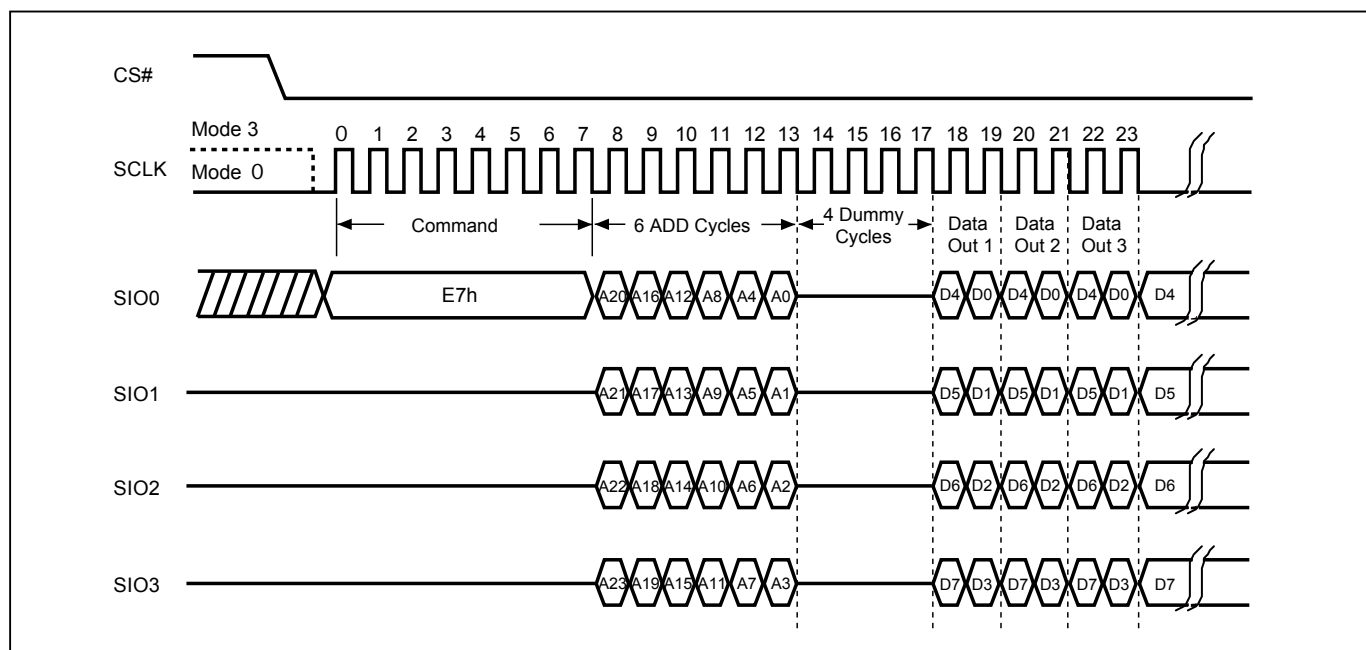 CS#
Mode 3
0 1 2 3 4 5 6 7 8 9 10 11 12 13 14 15 16 17 18 19 20 21 22 23
SCLK
Mode 0
Command
6 ADD Cycles
4 Dummy
Cycles
Data
Out 1
Data
Out 2
Data
Out 3
SIO0
E7h
A20 A16 A12 A8 A4 A0
D4 D0 D4 D0 D4 D0 D4
SIO1
A21 A17 A13 A9 A5 A1
D5 D1 D5 D1 D5 D1 D5
SIO2
A22 A18 A14 A10 A6 A2
D6 D2 D6 D2 D6 D2 D6
SIO3
A23 A19 A15 A11 A7 A3
D7 D3 D7 D3 D7 D3 D7